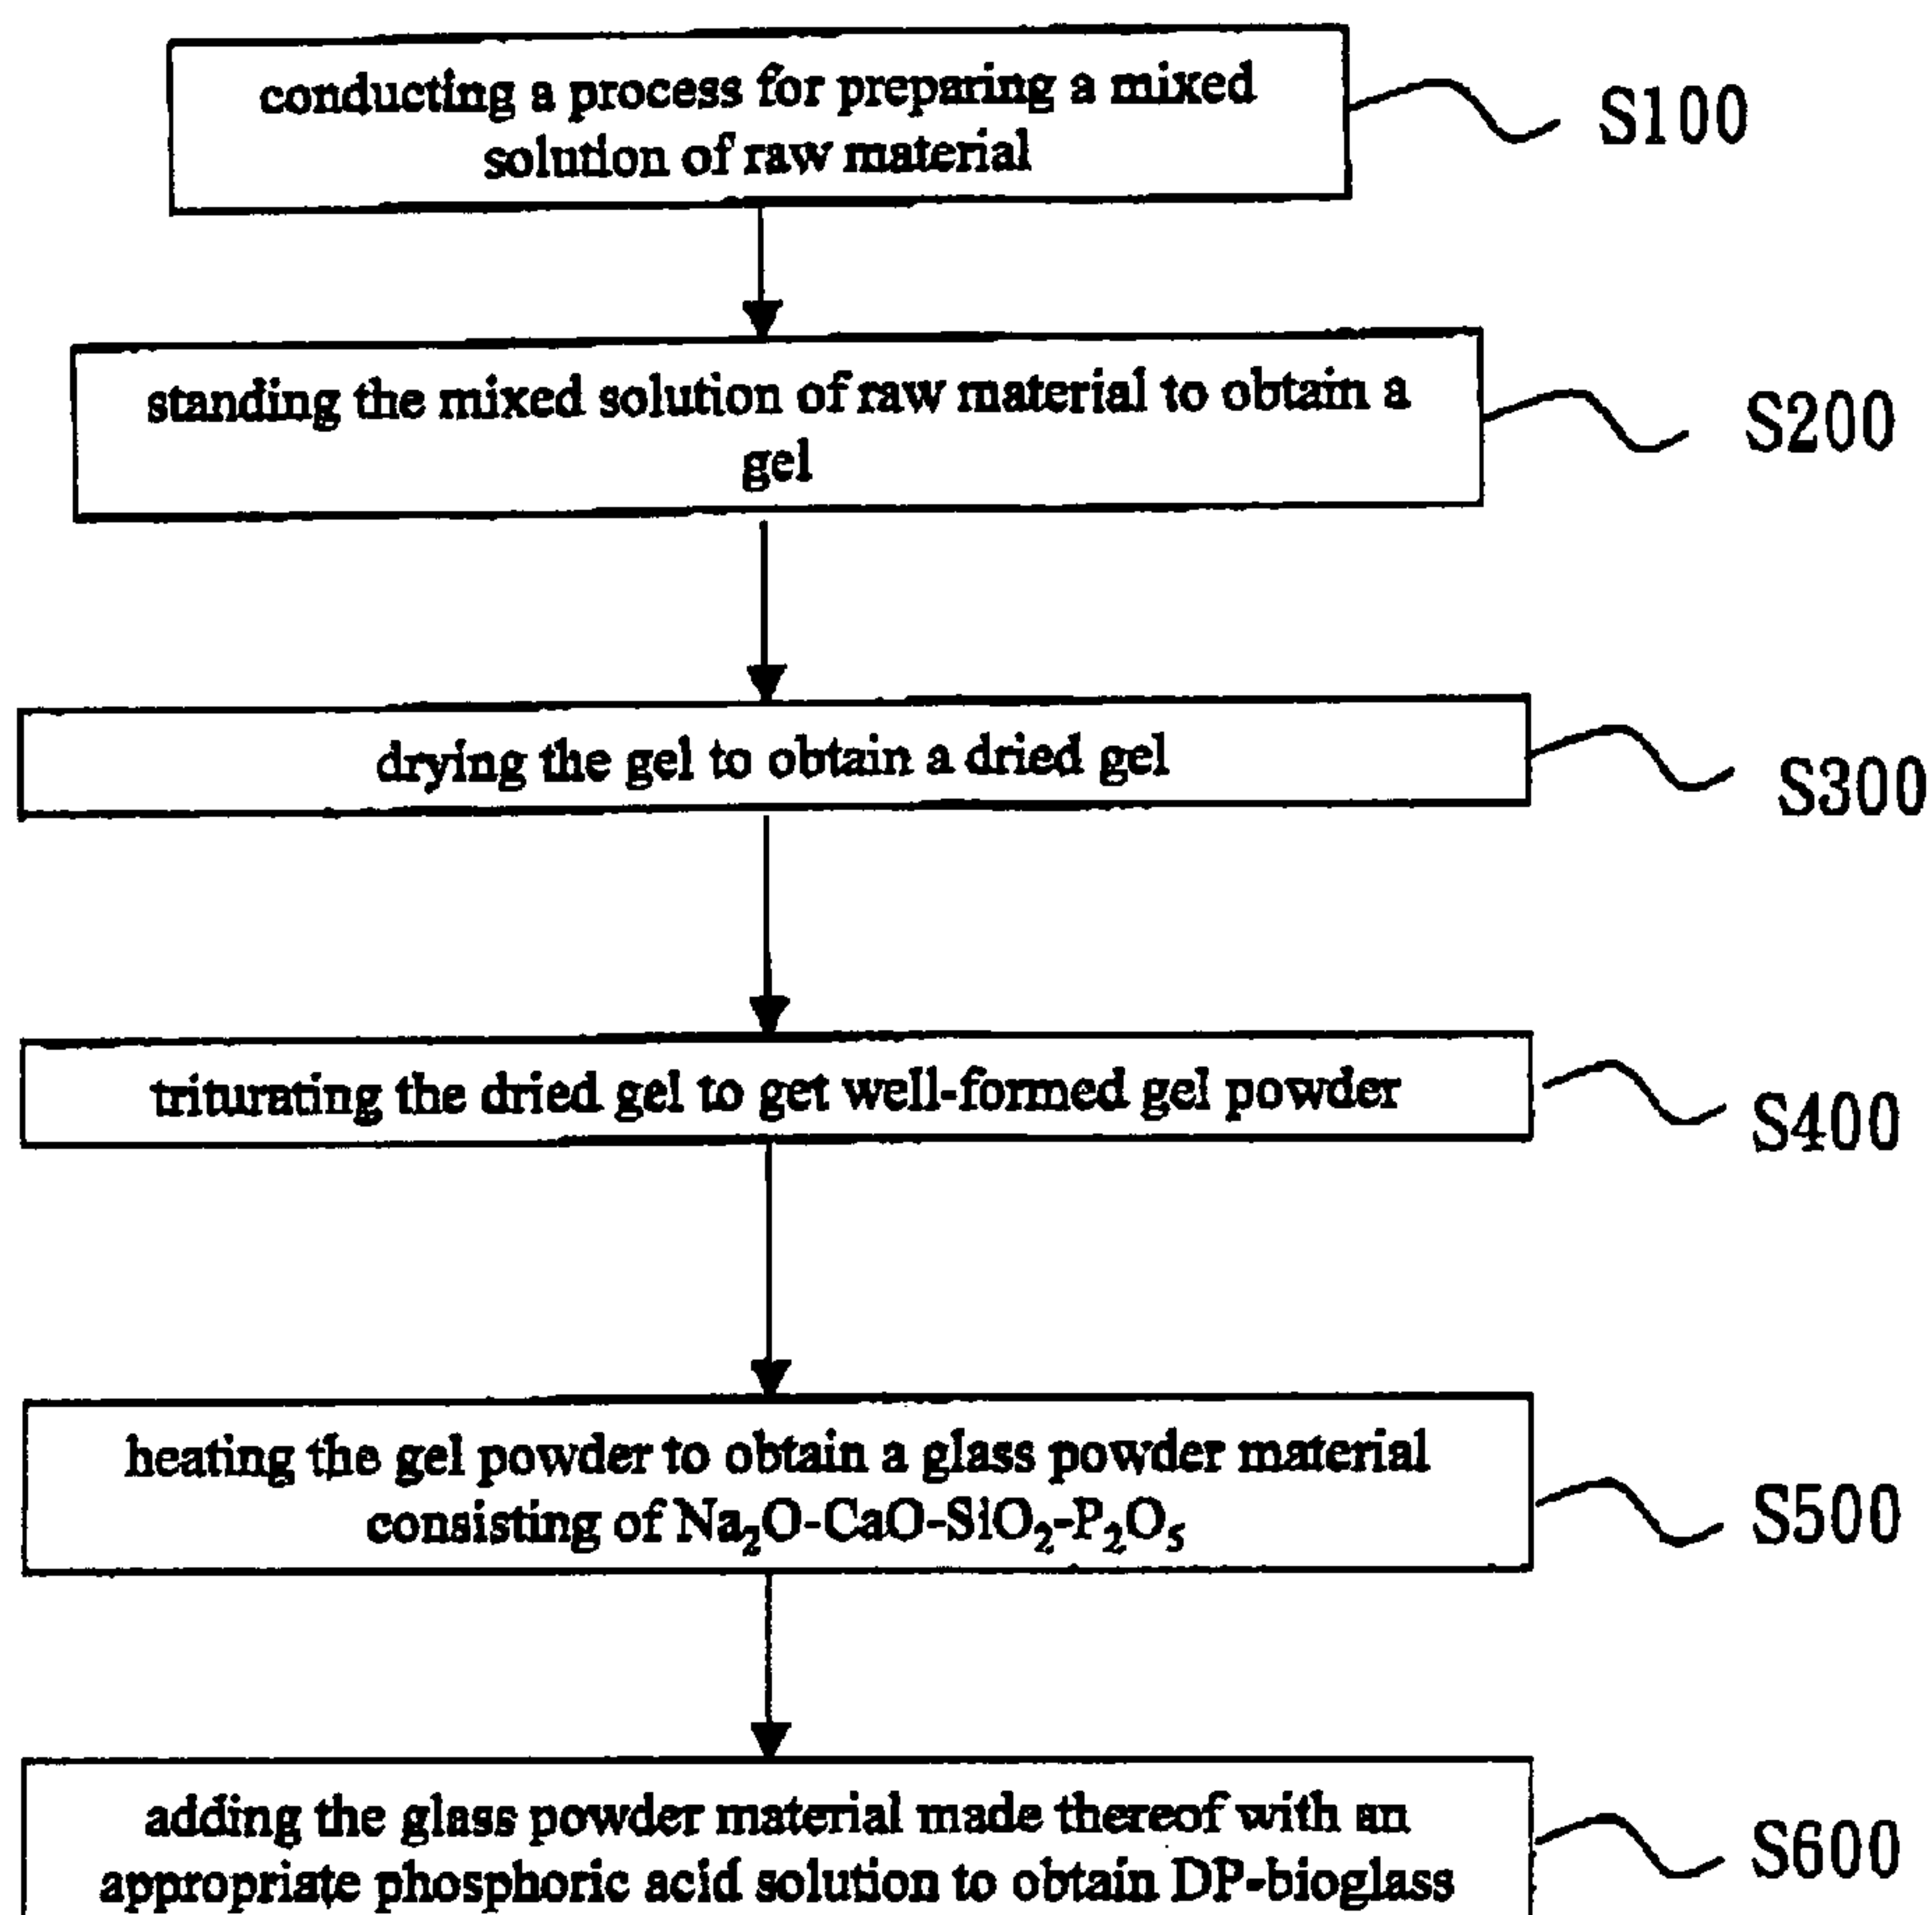 conducting a process for preparing a mixed
solution of raw material
S100
standing the mixed solution of raw material to obtain a
gel
S200
drying the gel to obtain a dried gel
S300
triturating the dried gel to get well-formed gel powder
S400
heating the gel powder to obtain a glass powder material
consisting of Na₂O-CaO-SiO₂-P₂O₅
S500
adding the glass powder material made thereof with an
appropriate phosphoric acid solution to obtain DP-bioglass
S600